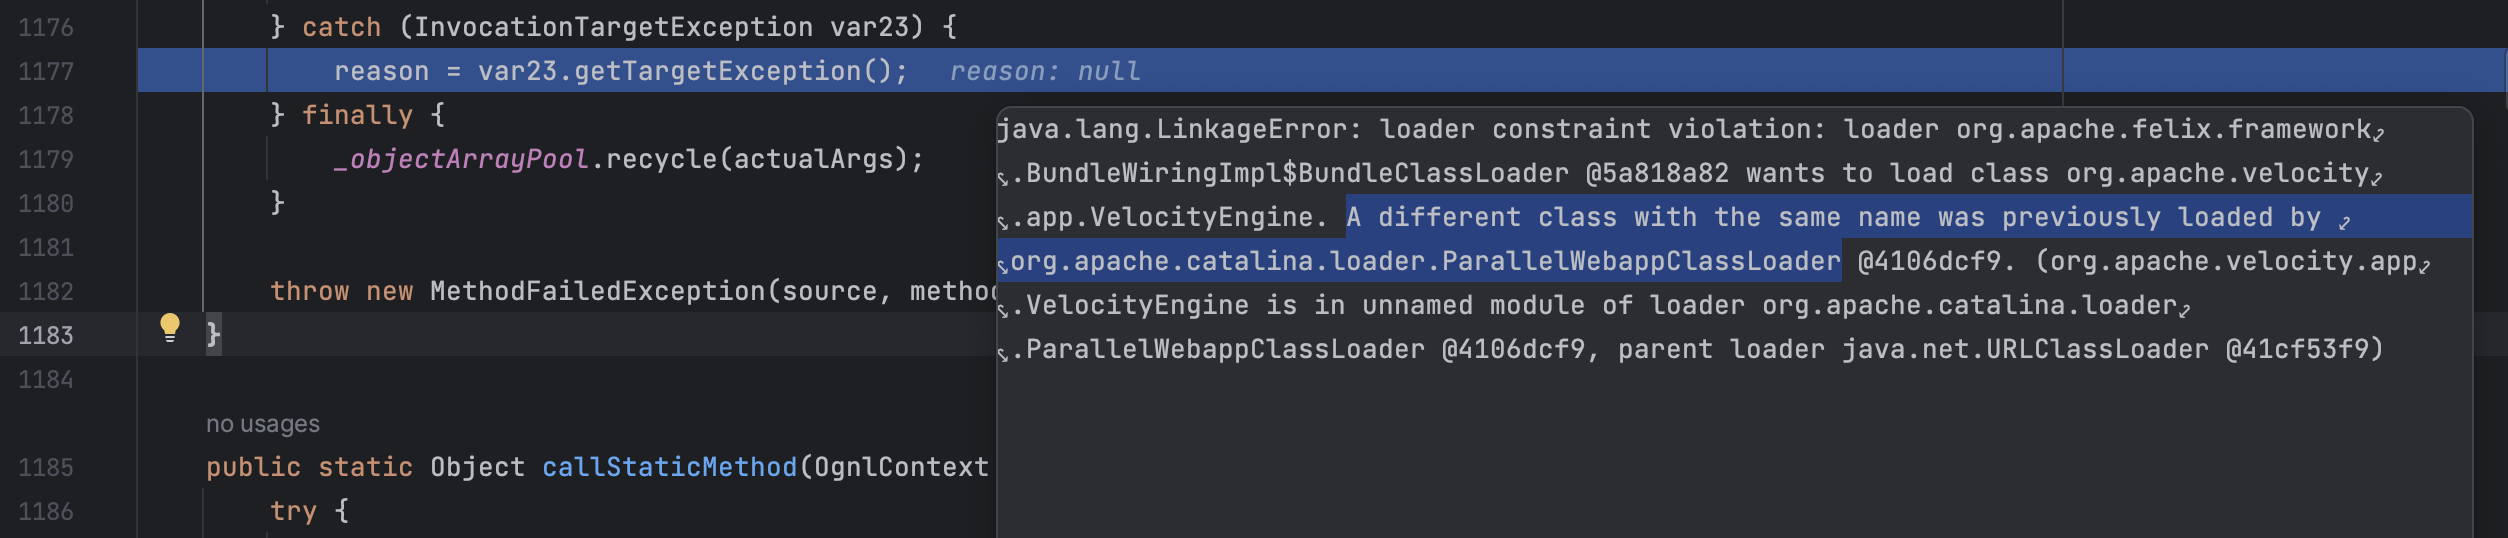 1176 } catch (InvocationTargetException var23) {
1177 reason = var23.getTargetException(); reason: null
1178 } finally {
1179 _objectArrayPool.recycle(actualArgs);
1180 }
1181
1182 throw new MethodFailedException(source, metho
1183 }
1184
no usages
1185 public static Object callStaticMethod(OgnlContext
1186 try {
java.lang.LinkageError: loader constraint violation: loader org.apache.felix.framework
.BundleWiringImpl$BundleClassLoader @5a818a82 wants to load class org.apache.velocity
.app.VelocityEngine. A different class with the same name was previously loaded by
org.apache.catalina.loader.ParallelWebappClassLoader @4106dcf9. (org.apache.velocity.app
.VelocityEngine is in unnamed module of loader org.apache.catalina.loader
.ParallelWebappClassLoader @4106dcf9, parent loader java.net.URLClassLoader @41cf53f9)